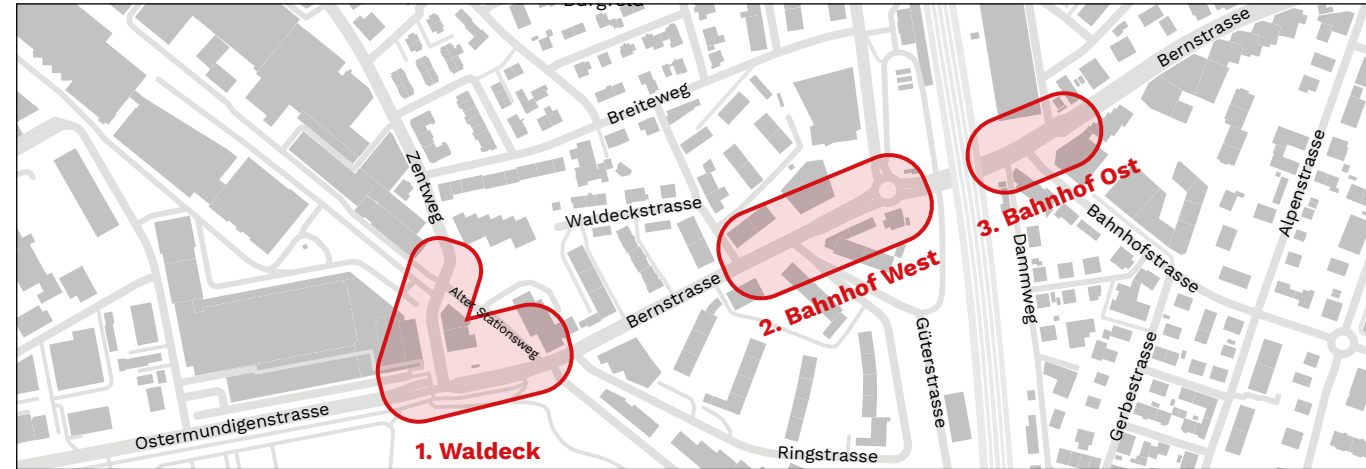 Burgfeld
Bernstrasse
Breiteweg
Zentweg
Alpenstrasse
Waldeckstrasse
3. Bahnhof Ost
Bahnhofstrasse
Dammweg
2. Bahnhof West
Bernstrasse
Alter Stationsweg
Güterstrasse
Gerbestrasse
Ostermundigenstrasse
1. Waldeck
Ringstrasse